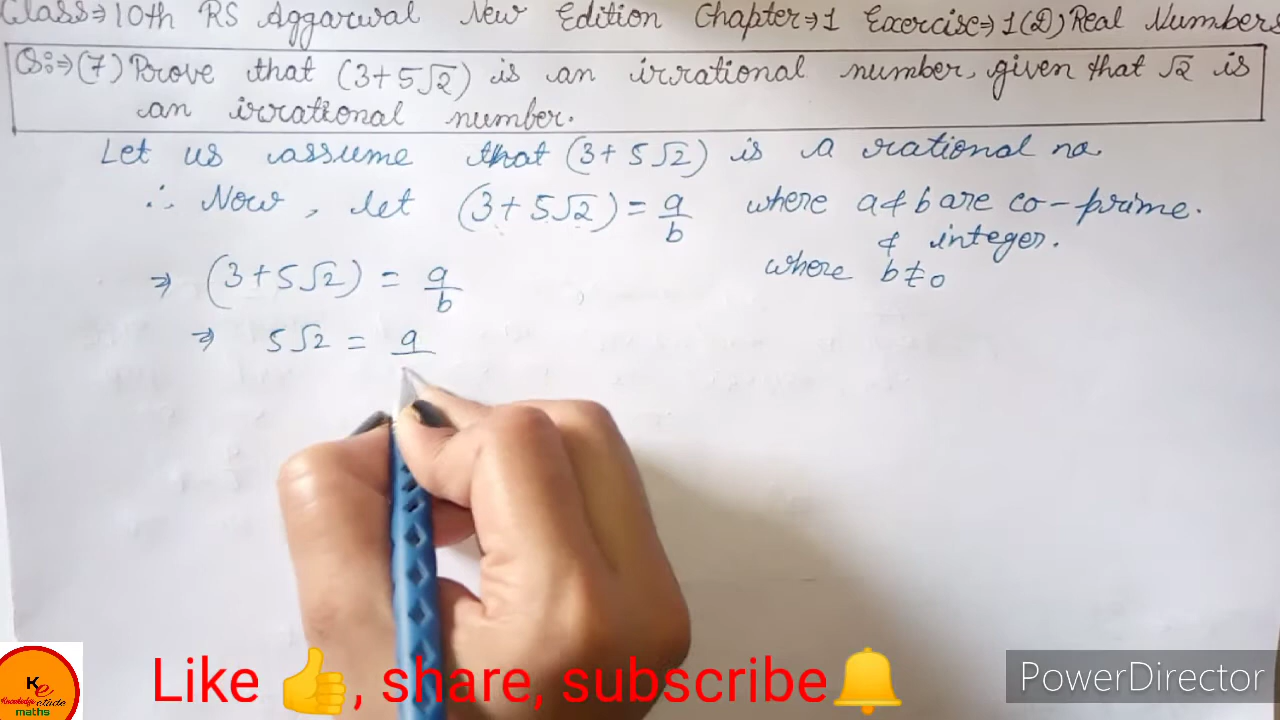 Class⇒10th RS Aggarwal New Edition Chapter⇒1 Exercise⇒1(D) Real Numbers
Q:⇒(7) Prove that (3+5√2) is an irrational number, given that √2 is
an irrational number.
Let us assume that (3+5√2) is a rational no.
∴ Now, let (3+5√2) = a/b where a & b are co-prime.
& integer.
where b≠0
⇒ (3+5√2) = a/b
⇒ 5√2 = a
Like 👍, share, subscribe🔔
PowerDirector
Ke
Knowledge etude
maths